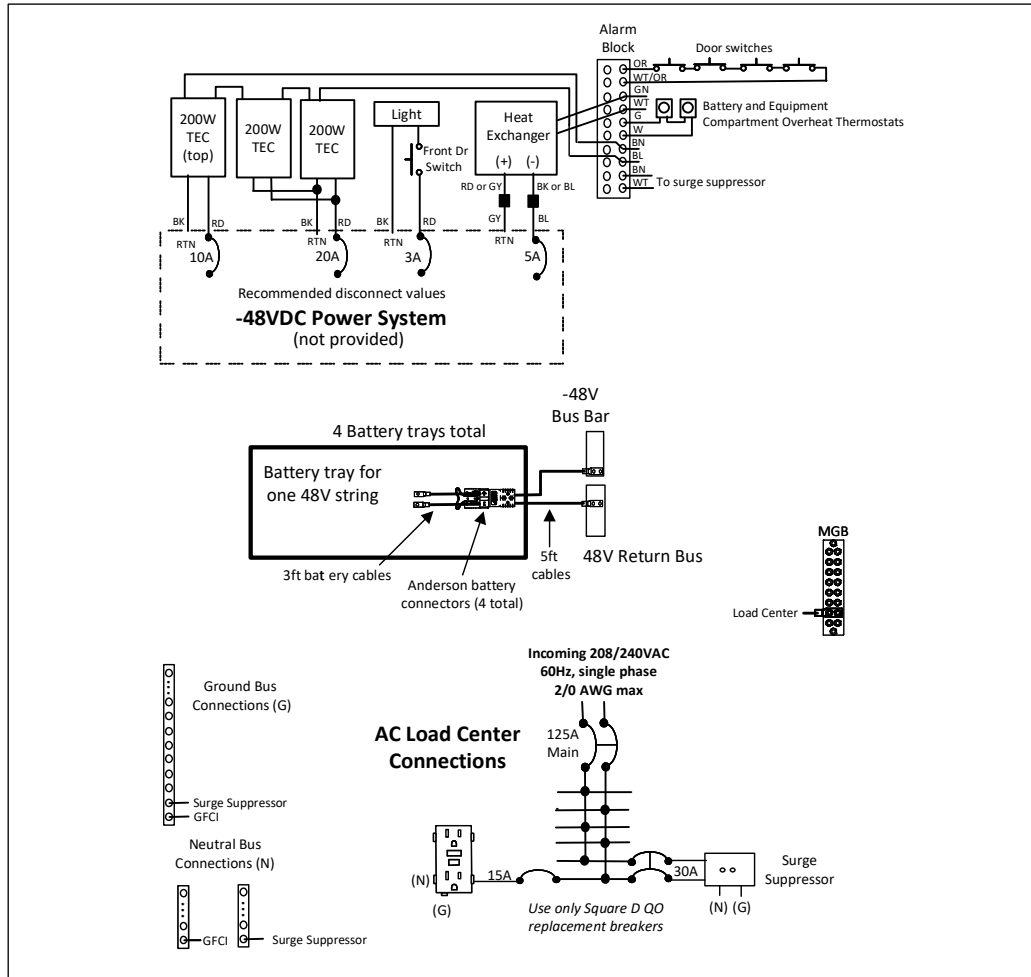 Alarm
Block
Door switches
OR
WT/OR
GN
WT
G
W
BN
BL
BN
WT
Battery and Equipment
Compartment Overheat Thermostats
To surge suppressor
200W
TEC
(top)
200W
TEC
200W
TEC
Light
Front Dr
Switch
Heat
Exchanger
(+) (-)
RD or GY
BK or BL
BK
RD
BK
RD
BK
RD
GY
BL
RTN
10A
RTN
20A
RTN
3A
RTN
5A
Recommended disconnect values
-48VDC Power System
(not provided)
-48V
Bus Bar
4 Battery trays total
Battery tray for
one 48V string
48V Return Bus
3ft bat ery cables
Anderson battery
connectors (4 total)
5ft
cables
MGB
Load Center
Incoming 208/240VAC
60Hz, single phase
2/0 AWG max
Ground Bus
Connections (G)
AC Load Center
Connections
125A
Main
Surge Suppressor
GFCI
Neutral Bus
Connections (N)
(N)
15A
30A
Surge
Suppressor
(G)
(N) (G)
Use only Square D QO
replacement breakers
GFCI
Surge Suppressor